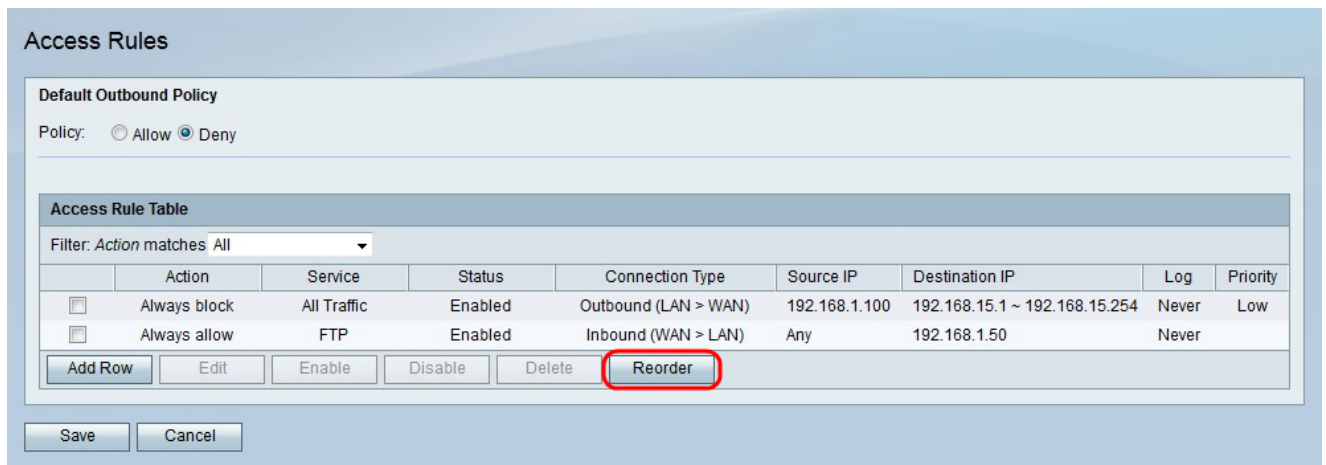 Access Rules
Default Outbound Policy
Policy: Allow Deny
Access Rule Table
Filter: Action matches All
Action Service Status Connection Type Source IP Destination IP Log Priority
Always block All Traffic Enabled Outbound (LAN > WAN) 192.168.1.100 192.168.15.1 ~ 192.168.15.254 Never Low
Always allow FTP Enabled Inbound (WAN > LAN) Any 192.168.1.50 Never
Add Row Edit Enable Disable Delete Reorder
Save Cancel